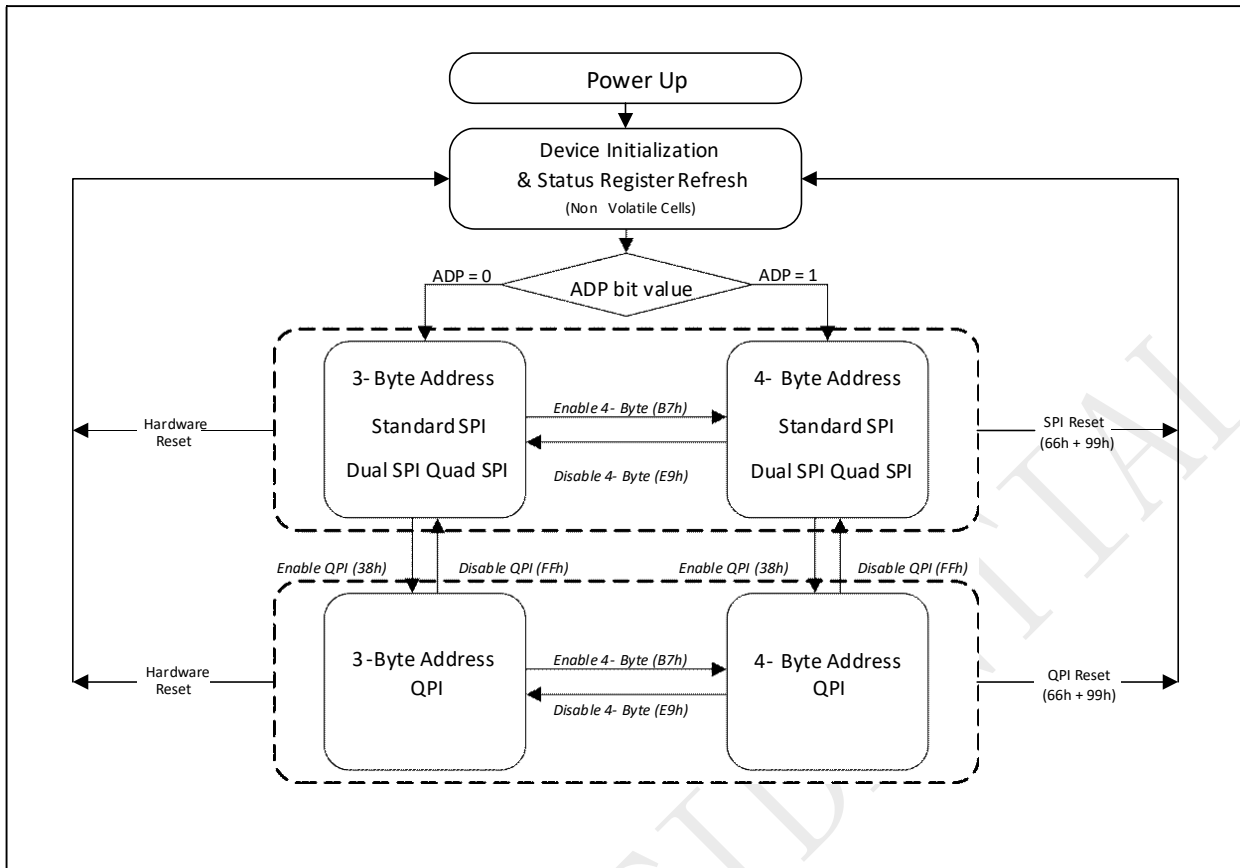 Power Up
Device Initialization
& Status Register Refresh
(Non Volatile Cells)
ADP = 0
ADP bit value
ADP = 1
3- Byte Address
Standard SPI
Dual SPI Quad SPI
Enable 4- Byte (B7h)
Disable 4- Byte (E9h)
4- Byte Address
Standard SPI
Dual SPI Quad SPI
Hardware
Reset
SPI Reset
(66h + 99h)
Enable QPI (38h)
Disable QPI (FFh)
Enable QPI (38h)
Disable QPI (FFh)
3-Byte Address
QPI
Enable 4- Byte (B7h)
Disable 4- Byte (E9h)
4- Byte Address
QPI
Hardware
Reset
QPI Reset
(66h + 99h)